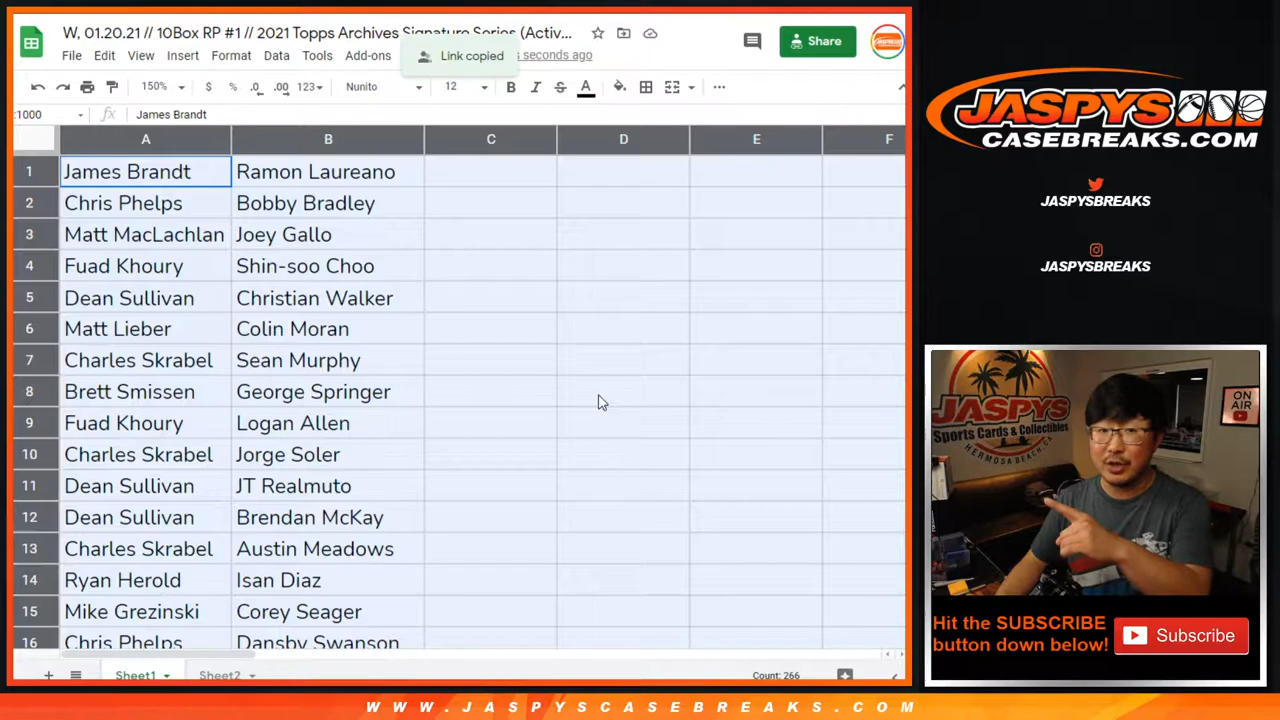 W, 01.20.21 // 10Box RP #1 // 2021 Topps Archives Signature Series (Activ...
File Edit View Insert Format Data Tools Add-ons
Link copied
s seconds ago
Share
150% $ % .0 .00 123 Nunito 12 B I S A ...
:1000 fx James Brandt
A B C D E F
1 James Brandt Ramon Laureano
2 Chris Phelps Bobby Bradley
3 Matt MacLachlan Joey Gallo
4 Fuad Khoury Shin-soo Choo
5 Dean Sullivan Christian Walker
6 Matt Lieber Colin Moran
7 Charles Skrabel Sean Murphy
8 Brett Smissen George Springer
9 Fuad Khoury Logan Allen
10 Charles Skrabel Jorge Soler
11 Dean Sullivan JT Realmuto
12 Dean Sullivan Brendan McKay
13 Charles Skrabel Austin Meadows
14 Ryan Herold Isan Diaz
15 Mike Grezinski Corey Seager
16 Chris Phelps Dansby Swanson
Sheet1 Sheet2 Count: 266
JASPYS
CASEBREAKS.COM
JASPYSBREAKS
JASPYSBREAKS
JASPYS
Sports Cards & Collectibles
HERMOSA BEACH, CA
ON AIR
Hit the SUBSCRIBE
button down below!
Subscribe
WWW.JASPYSCASEBREAKS.COM